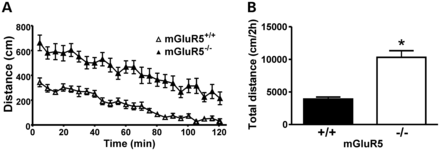 A
Distance (cm)
800
600
400
200
0
mGluR5+/+
mGluR5-/-
0 20 40 60 80 100 120
Time (min)
B
Total distance (cm/2h)
15000
10000
5000
0
*
+/+ -/-
mGluR5